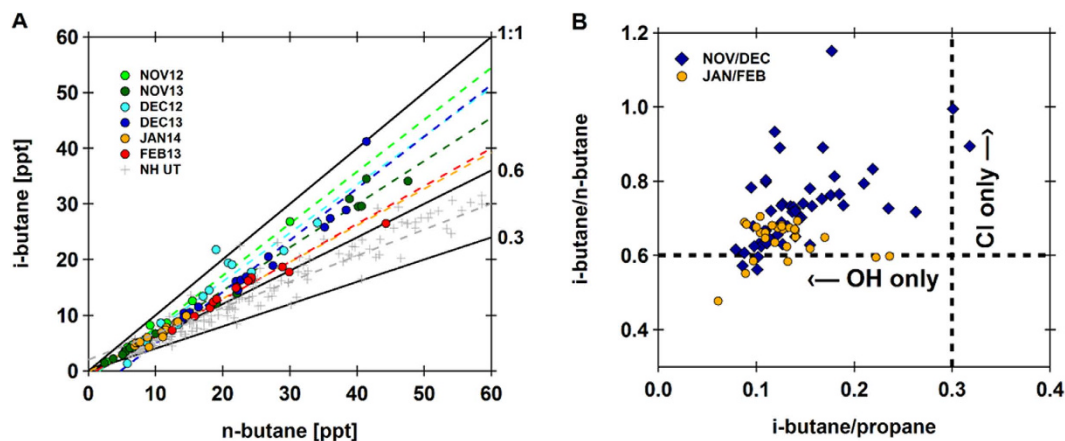 A
60
50
40
30
20
10
0
i-butane [ppt]
NOV12
NOV13
DEC12
DEC13
JAN14
FEB13
NH UT
1:1
0.6
0.3
0
10
20
30
40
50
60
n-butane [ppt]
B
1.2
1.0
0.8
0.6
0.4
i-butane/n-butane
NOV/DEC
JAN/FEB
Cl only —>
<— OH only
0.0
0.1
0.2
0.3
0.4
i-butane/propane